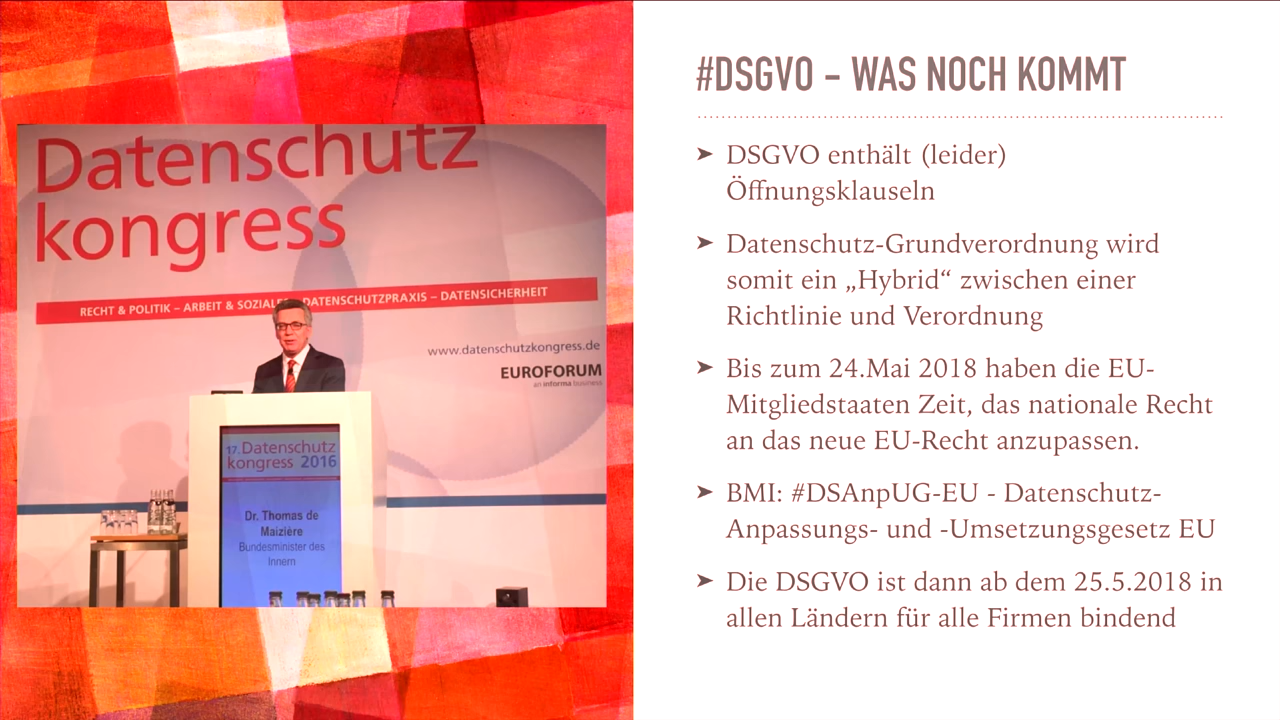 Datenschutz
kongress
RECHT & POLITIK – ARBEIT & SOZIALES – DATENSCHUTZPRAXIS – DATENSICHERHEIT
www.datenschutzkongress.de
EUROFORUM
an informa business
17. Datenschutz
kongress 2016
Dr. Thomas de
Maizière
Bundesminister des
Innern
#DSGVO - WAS NOCH KOMMT
➤ DSGVO enthält (leider)
Öffnungsklauseln
➤ Datenschutz-Grundverordnung wird
somit ein „Hybrid“ zwischen einer
Richtlinie und Verordnung
➤ Bis zum 24.Mai 2018 haben die EU-
Mitgliedstaaten Zeit, das nationale Recht
an das neue EU-Recht anzupassen.
➤ BMI: #DSAnpUG-EU - Datenschutz-
Anpassungs- und -Umsetzungsgesetz EU
➤ Die DSGVO ist dann ab dem 25.5.2018 in
allen Ländern für alle Firmen bindend